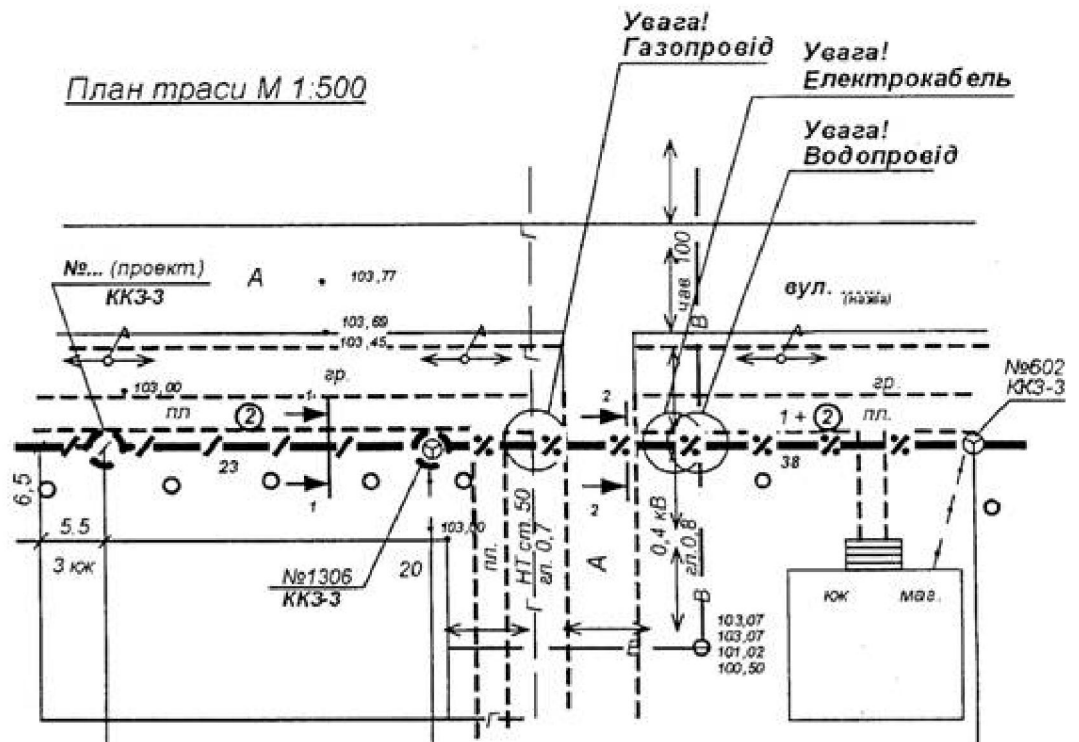 План траси М 1:500
Увага!
Газопровід
Увага!
Електрокабель
Увага!
Водопровід
№... (проект.)
ККЗ-3
А
103,77
103,69
103,45
103,00
гр.
пл
2
1
1
23
Г
Г
чав. 100
В
вул. ........
(назва)
№602
ККЗ-3
гр.
1 + 2 пл.
2
2
38
6,5
5.5
3 кж
№1306
ККЗ-3
20
103,00
пл.
НТ ст. 50
гл. 0,7
Г
А
0,4 кВ
гл.0,8
В
В
Г
103,07
103,07
101,02
100,50
кж
маг.